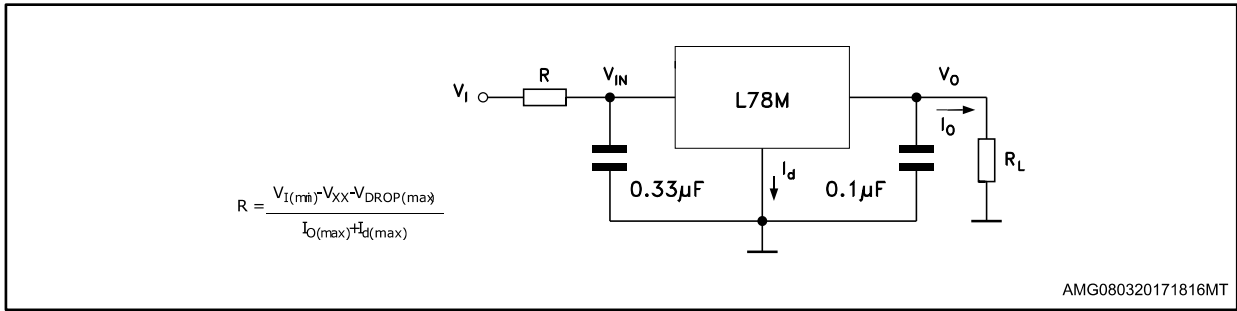 V_I R V_IN L78M V_O
I_O
I_d R_L
0.33µF 0.1µF
R = (V_I(min)-V_XX-V_DROP(max)) / (I_O(max)+I_d(max))
AMG080320171816MT